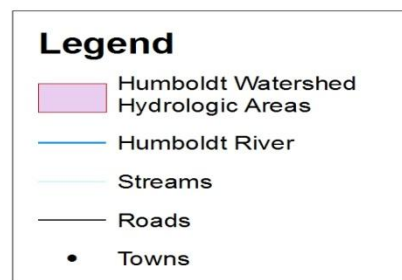 Legend
Humboldt Watershed
Hydrologic Areas
Humboldt River
Streams
Roads
Towns